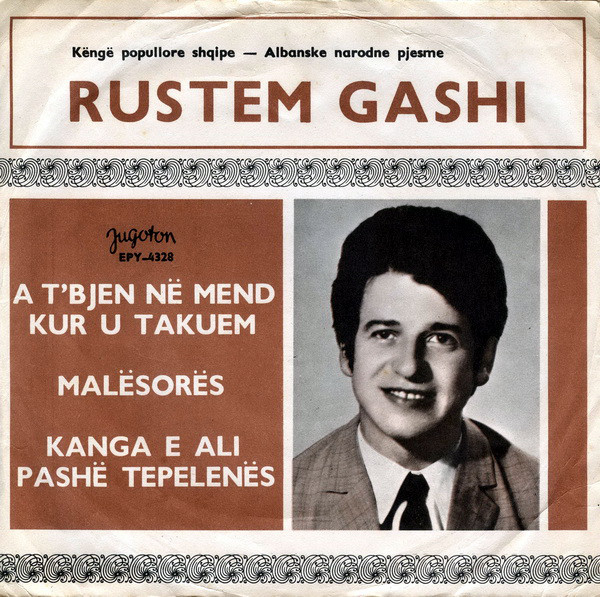 Këngë popullore shqipe — Albanske narodne pjesme
RUSTEM GASHI
Jugoton
EPY-4328
A T'BJEN NË MEND
KUR U TAKUEM
MALËSORËS
KANGA E ALI
PASHË TEPELENËS